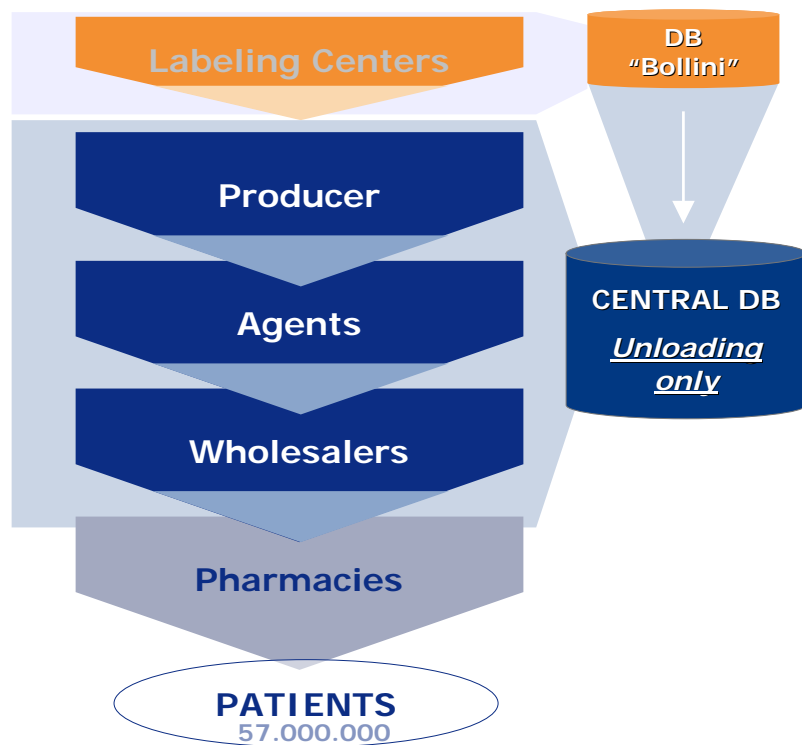 Labeling Centers
DB
“Bollini”
Producer
CENTRAL DB
Unloading
only
Agents
Wholesalers
Pharmacies
PATIENTS
57.000.000